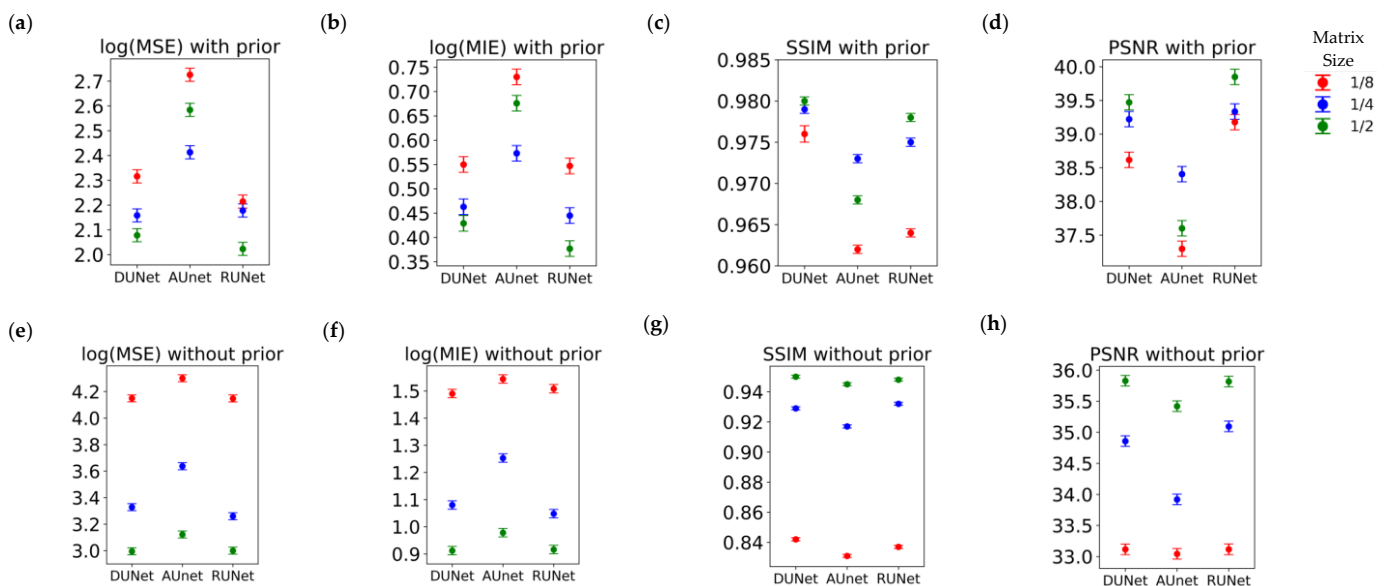 (a)
log(MSE) with prior
2.7
2.6
2.5
2.4
2.3
2.2
2.1
2.0
DUNet AUnet RUNet
(b)
log(MIE) with prior
0.75
0.70
0.65
0.60
0.55
0.50
0.45
0.40
0.35
DUNet AUnet RUNet
(c)
SSIM with prior
0.985
0.980
0.975
0.970
0.965
0.960
DUNet AUnet RUNet
(d)
PSNR with prior
40.0
39.5
39.0
38.5
38.0
37.5
DUNet AUnet RUNet
Matrix
Size
1/8
1/4
1/2
(e)
log(MSE) without prior
4.2
4.0
3.8
3.6
3.4
3.2
3.0
DUNet AUnet RUNet
(f)
log(MIE) without prior
1.5
1.4
1.3
1.2
1.1
1.0
0.9
DUNet AUnet RUNet
(g)
SSIM without prior
0.94
0.92
0.90
0.88
0.86
0.84
DUNet AUnet RUNet
(h)
PSNR without prior
36.0
35.5
35.0
34.5
34.0
33.5
33.0
DUNet AUnet RUNet